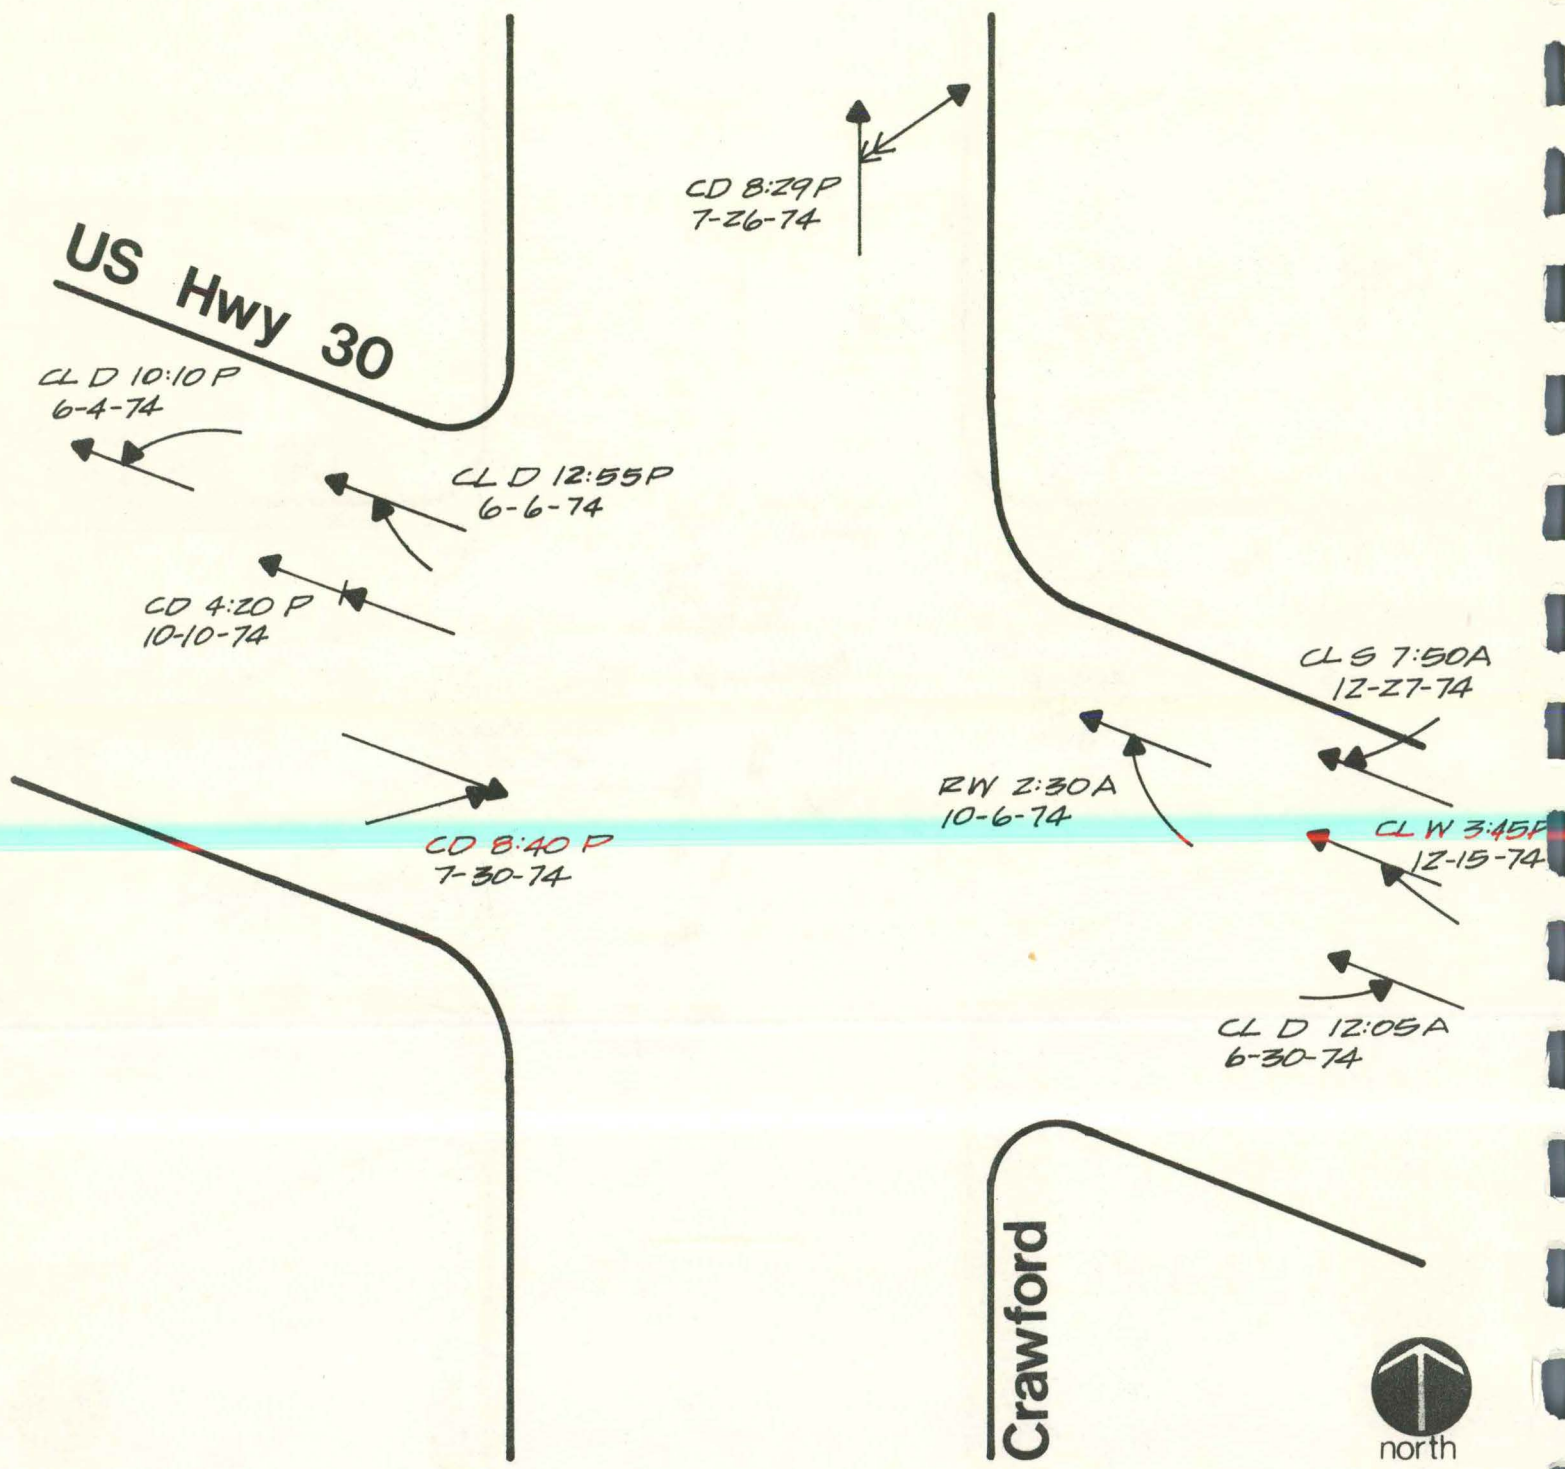 CD 8:29P
7-26-74
US Hwy 30
CL D 10:10 P
6-4-74
CL D 12:55P
6-6-74
CD 4:20 P
10-10-74
CL S 7:50A
12-27-74
RW 2:30A
10-6-74
CL W 3:45P
12-15-74
CD 8:40 P
7-30-74
CL D 12:05A
6-30-74
Crawford
north